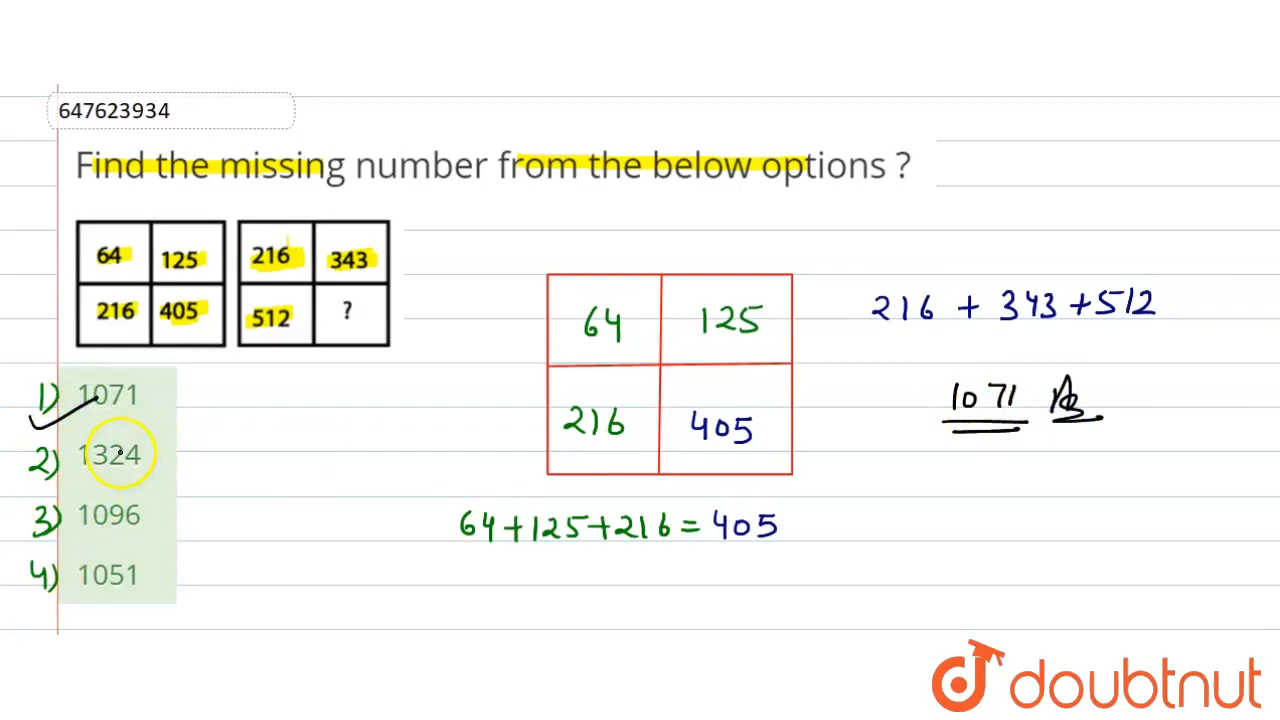 647623934
Find the missing number from the below options ?
64 125 216 343
216 405 512 ?
1) 1071
2) 1324
3) 1096
4) 1051
64 125
216 405
64+125+216=405
216 + 343 +512
1071
doubtnut